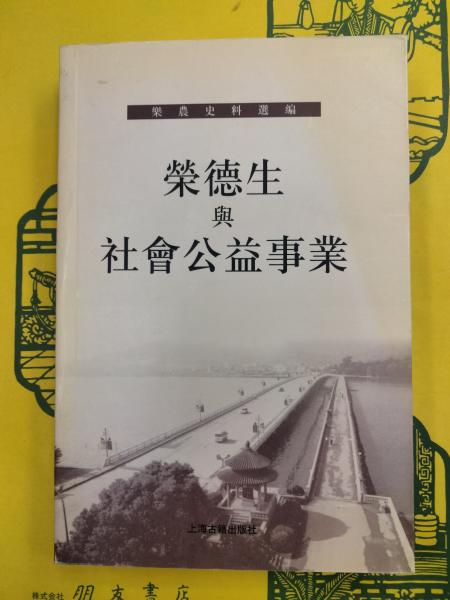 樂農史料選編
榮德生
與
社會公益事業
上海古籍出版社
株式会社 朋友書店